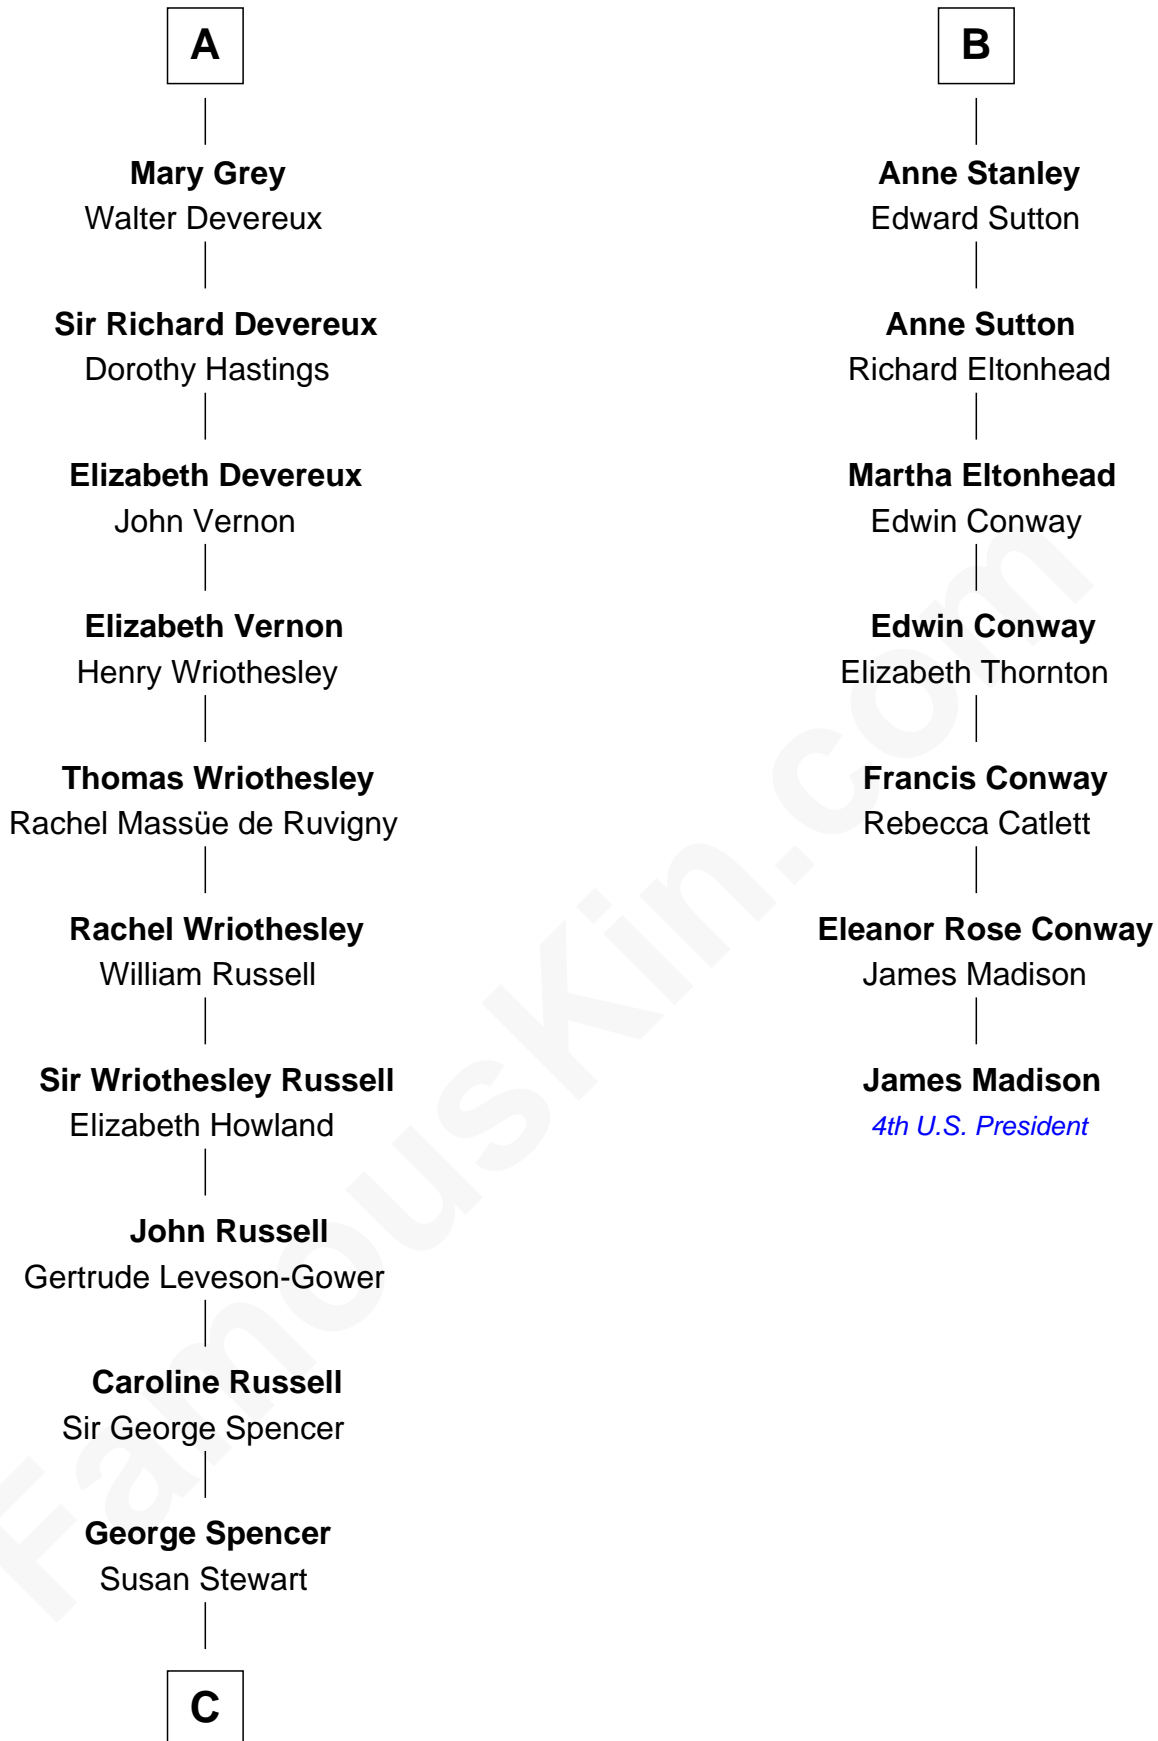 A
Mary Grey
Walter Devereux
Sir Richard Devereux
Dorothy Hastings
Elizabeth Devereux
John Vernon
Elizabeth Vernon
Henry Wriothesley
Thomas Wriothesley
Rachel Massüe de Ruvigny
Rachel Wriothesley
William Russell
Sir Wriothesley Russell
Elizabeth Howland
John Russell
Gertrude Leveson-Gower
Caroline Russell
Sir George Spencer
George Spencer
Susan Stewart
C
B
Anne Stanley
Edward Sutton
Anne Sutton
Richard Eltonhead
Martha Eltonhead
Edwin Conway
Edwin Conway
Elizabeth Thornton
Francis Conway
Rebecca Catlett
Eleanor Rose Conway
James Madison
James Madison
4th U.S. President
FamousKin.com